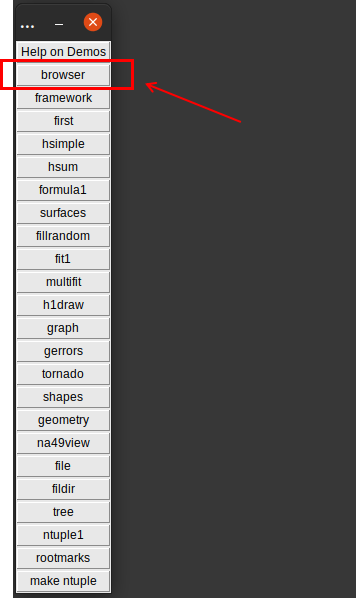 ...
Help on Demos
browser
framework
first
hsimple
hsum
formula1
surfaces
fillrandom
fit1
multifit
h1draw
graph
gerrors
tornado
shapes
geometry
na49view
file
fildir
tree
ntuple1
rootmarks
make ntuple